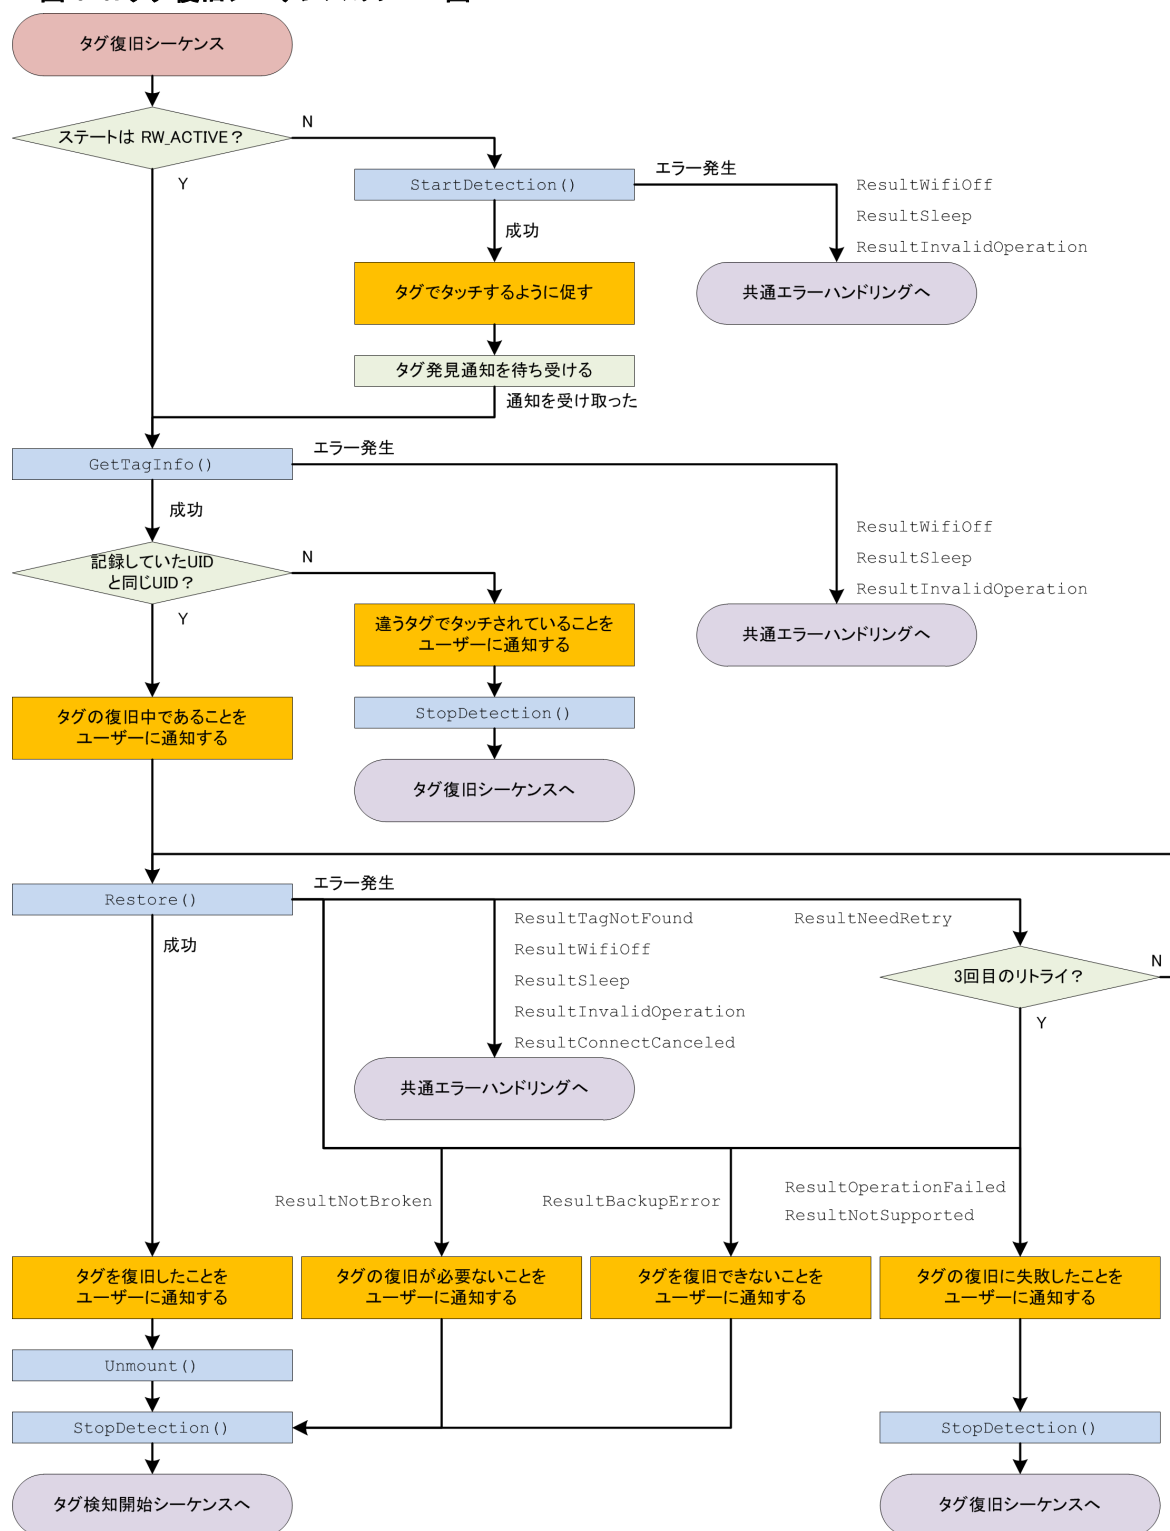 タグ復旧シーケンス
ステートは RW_ACTIVE？
N
Y
StartDetection()
エラー発生
ResultWifiOff
ResultSleep
ResultInvalidOperation
成功
タグでタッチするように促す
共通エラーハンドリングへ
タグ発見通知を待ち受ける
通知を受け取った
GetTagInfo()
エラー発生
成功
ResultWifiOff
ResultSleep
ResultInvalidOperation
記録していたUID
と同じUID？
N
Y
違うタグでタッチされていることを
ユーザーに通知する
共通エラーハンドリングへ
タグの復旧中であることを
ユーザーに通知する
StopDetection()
タグ復旧シーケンスへ
Restore()
エラー発生
成功
ResultTagNotFound
ResultWifiOff
ResultSleep
ResultInvalidOperation
ResultConnectCanceled
ResultNeedRetry
3回目のリトライ？
N
Y
共通エラーハンドリングへ
ResultNotBroken
ResultBackupError
ResultOperationFailed
ResultNotSupported
タグを復旧したことを
ユーザーに通知する
タグの復旧が必要ないことを
ユーザーに通知する
タグを復旧できないことを
ユーザーに通知する
タグの復旧に失敗したことを
ユーザーに通知する
Unmount()
StopDetection()
StopDetection()
タグ検知開始シーケンスへ
タグ復旧シーケンスへ